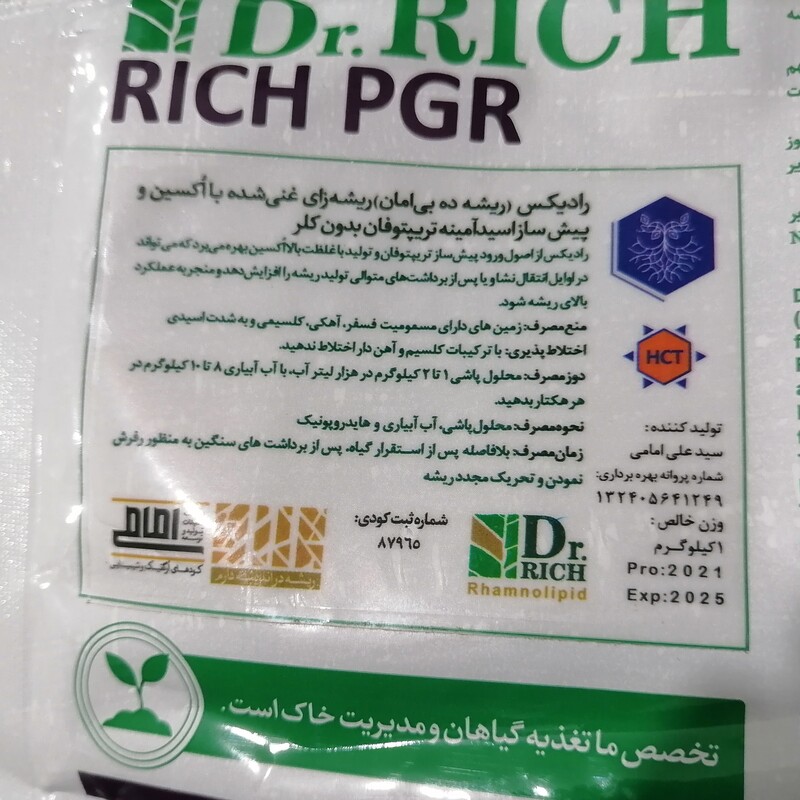 Dr. RICH
RICH PGR
رادیکس (ریشه ده بی‌امان) ریشه‌زای غنی‌شده با اُکسین و
پیش ساز اسید آمینه تریپتوفان بدون کلر
رادیکس از اصول ورود پیش‌ساز تریپتوفان و تولید با غلظت بالا اکسین بهره می‌برد که می‌تواند
در اوایل انتقال نشا و یا پس از برداشت‌های متوالی تولید ریشه را افزایش دهد و منجر به عملکرد
بالای ریشه شود.
منع مصرف: زمین های دارای مسمومیت فسفر، آهکی، کلسیمی و به شدت اسیدی
اختلاط پذیری: با ترکیبات کلسیم و آهن دار اختلاط ندهید.
دوز مصرف: محلول پاشی ۱ تا ۲ کیلوگرم در هزار لیتر آب، با آب آبیاری ۸ تا ۱۰ کیلوگرم در
هر هکتار بدهید.
نحوه مصرف: محلول پاشی، آب آبیاری و هایدروپونیک
زمان مصرف: بلافاصله پس از استقرار گیاه، پس از برداشت های سنگین به منظور رفرش
نمودن و تحریک مجدد ریشه
HCT
تولید کننده:
سید علی امامی
شماره پروانه بهره برداری:
۱۳۲۴۰۵۶۴۱۲۴۹
وزن خالص:
۱کیلوگرم
Pro:2021
Exp:2025
شماره ثبت کودی:
۸۷۹۶۵
Dr.
RICH
Rhamnolipid
ریشه در اندیشه داریم
امامی
تخصص ما تغذیه گیاهان و مدیریت خاک است.